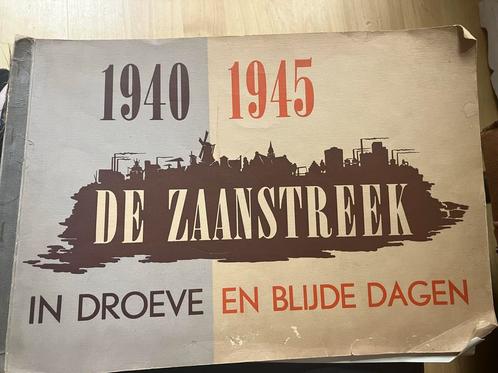 1940 1945
DE ZAANSTREEK
IN DROEVE EN BLIJDE DAGEN